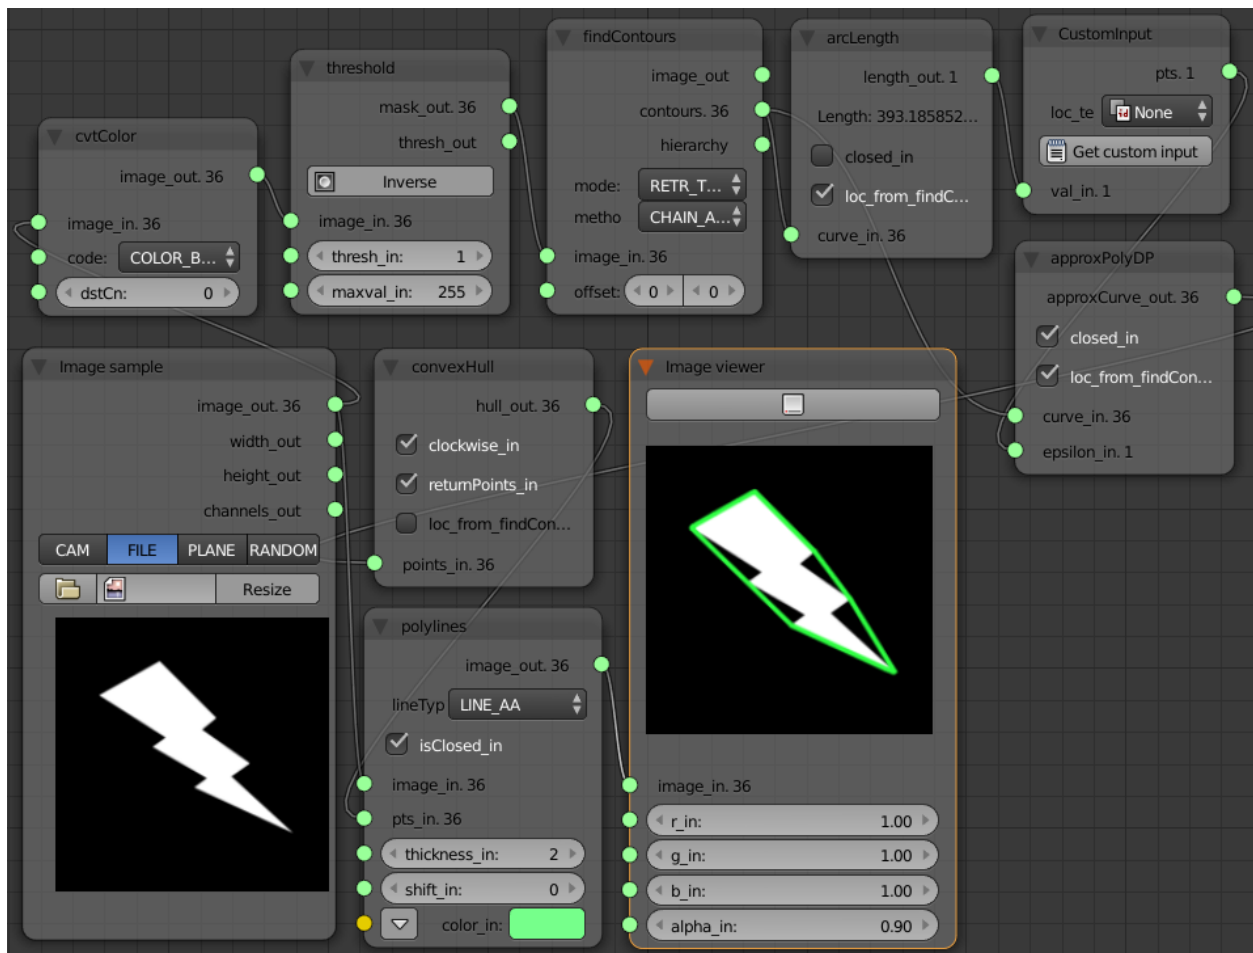 cvtColor
image_out. 36
image_in. 36
code: COLOR_B...
dstCn: 0
threshold
mask_out. 36
thresh_out
Inverse
image_in. 36
thresh_in: 1
maxval_in: 255
findContours
image_out
contours. 36
hierarchy
mode: RETR_T...
metho CHAIN_A...
image_in. 36
offset: 0 0
arcLength
length_out. 1
Length: 393.185852...
closed_in
loc_from_findC...
curve_in. 36
CustomInput
pts. 1
loc_te None
Get custom input
val_in. 1
approxPolyDP
approxCurve_out. 36
closed_in
loc_from_findCon...
curve_in. 36
epsilon_in. 1
Image sample
image_out. 36
width_out
height_out
channels_out
CAM FILE PLANE RANDOM
Resize
convexHull
hull_out. 36
clockwise_in
returnPoints_in
loc_from_findCon...
points_in. 36
polylines
image_out. 36
lineTyp LINE_AA
isClosed_in
image_in. 36
pts_in. 36
thickness_in: 2
shift_in: 0
color_in:
Image viewer
image_in. 36
r_in: 1.00
g_in: 1.00
b_in: 1.00
alpha_in: 0.90